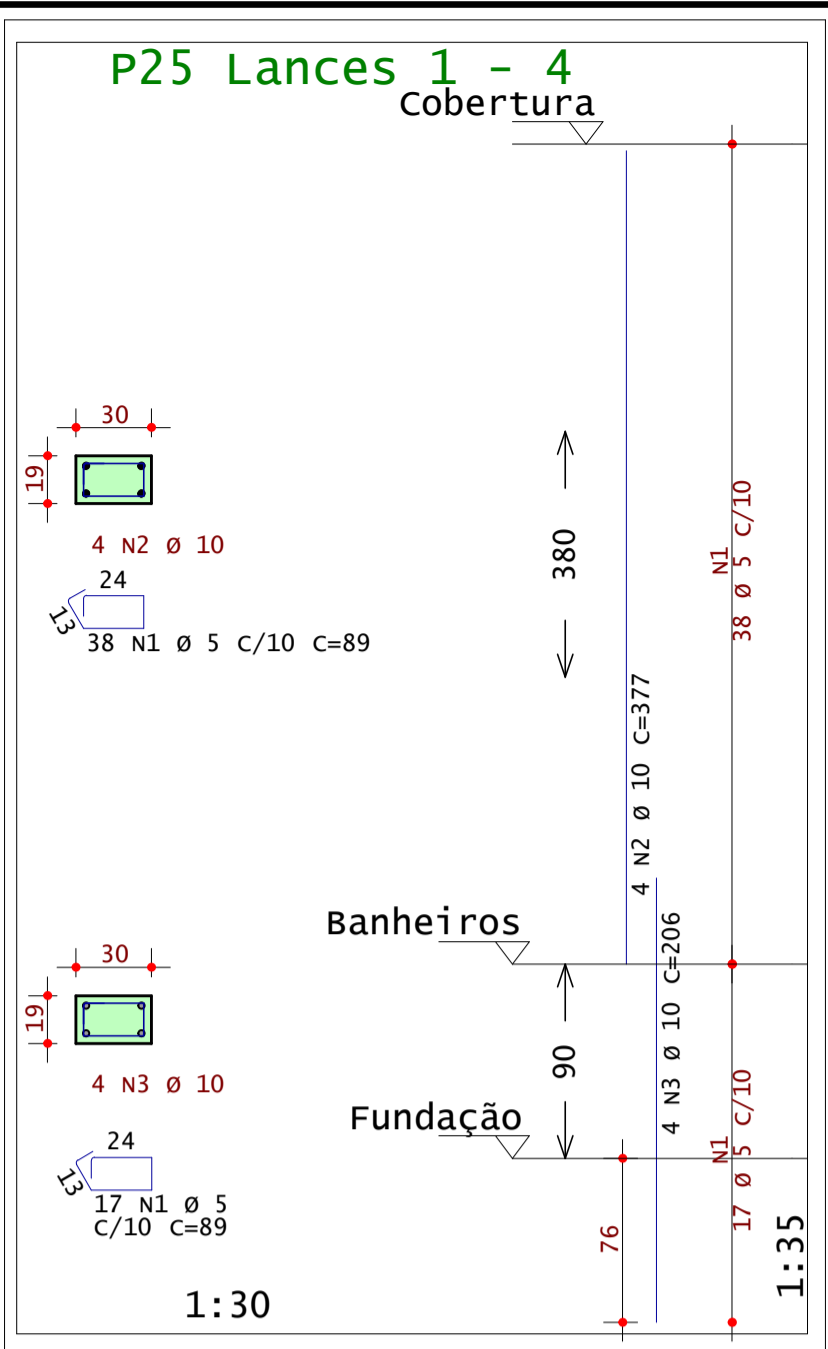 P25 Lances 1 - 4
Cobertura
30
19
4 N2 Ø 10
24
13
38 N1 Ø 5 C/10 C=89
380
4 N2 Ø 10 C=377
N1
38 Ø 5 C/10
Banheiros
30
19
4 N3 Ø 10
24
13
17 N1 Ø 5
C/10 C=89
90
4 N3 Ø 10 C=206
Fundação
N1
17 Ø 5 C/10
76
1:30
1:35